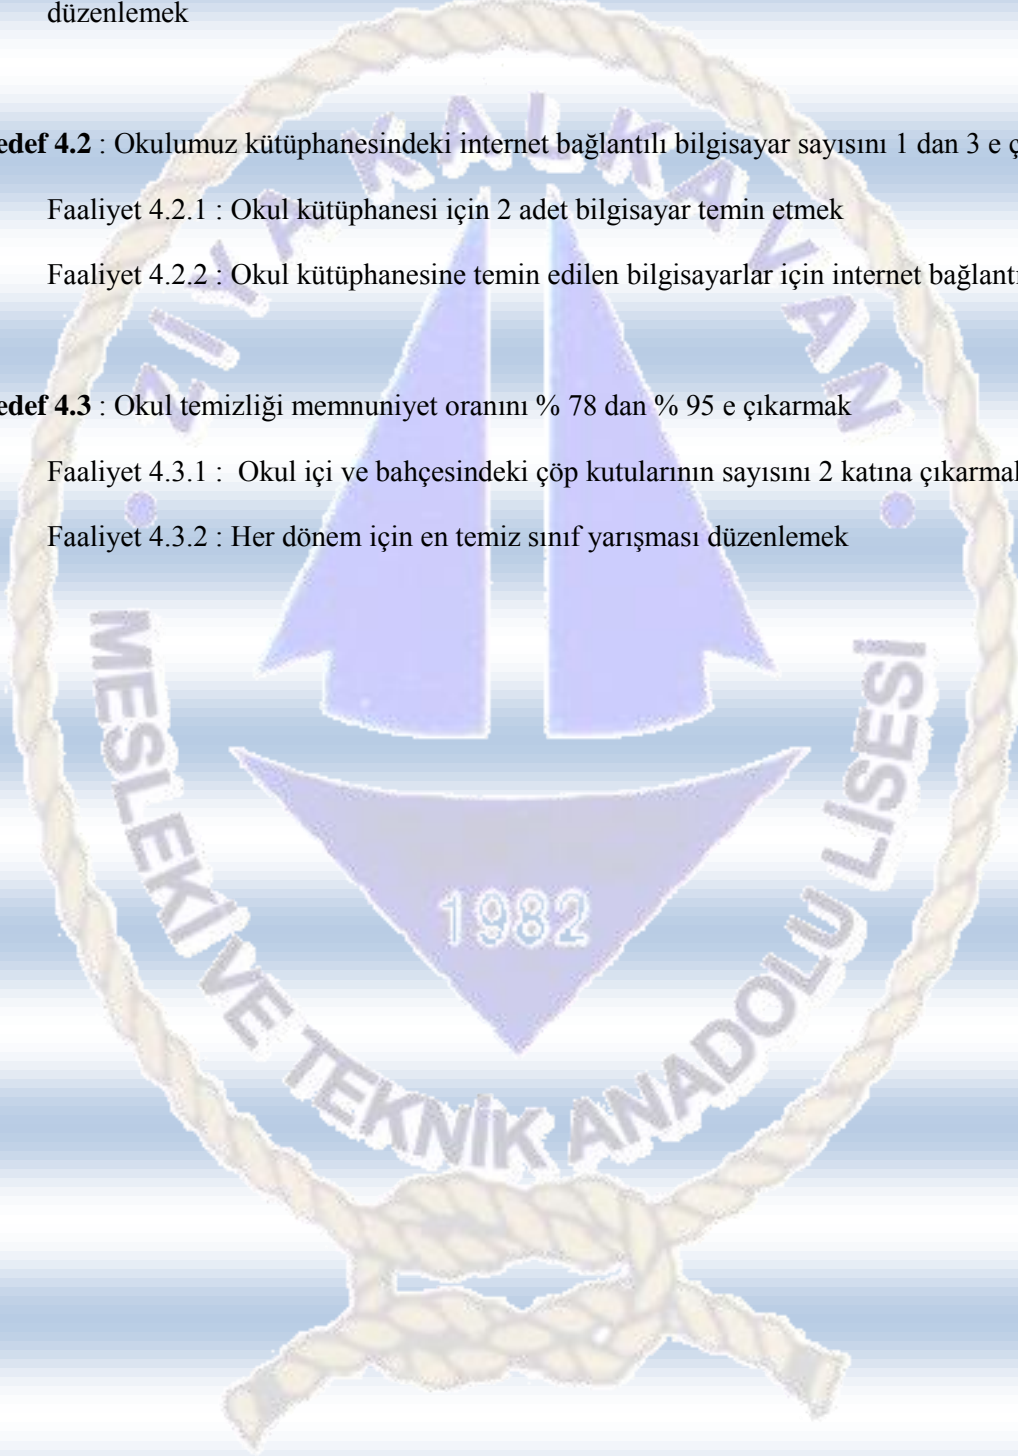 düzenlemek
edef 4.2 : Okulumuz kütüphanesindeki internet bağlantılı bilgisayar sayısını 1 dan 3 e ç
Faaliyet 4.2.1 : Okul kütüphanesi için 2 adet bilgisayar temin etmek
Faaliyet 4.2.2 : Okul kütüphanesine temin edilen bilgisayarlar için internet bağlantı
edef 4.3 : Okul temizliği memnuniyet oranını % 78 dan % 95 e çıkarmak
Faaliyet 4.3.1 :  Okul içi ve bahçesindeki çöp kutularının sayısını 2 katına çıkarmak
Faaliyet 4.3.2 : Her dönem için en temiz sınıf yarışması düzenlemek
ZİYA KALKAVAN
MESLEKİ VE TEKNİK ANADOLU LİSESİ
1982